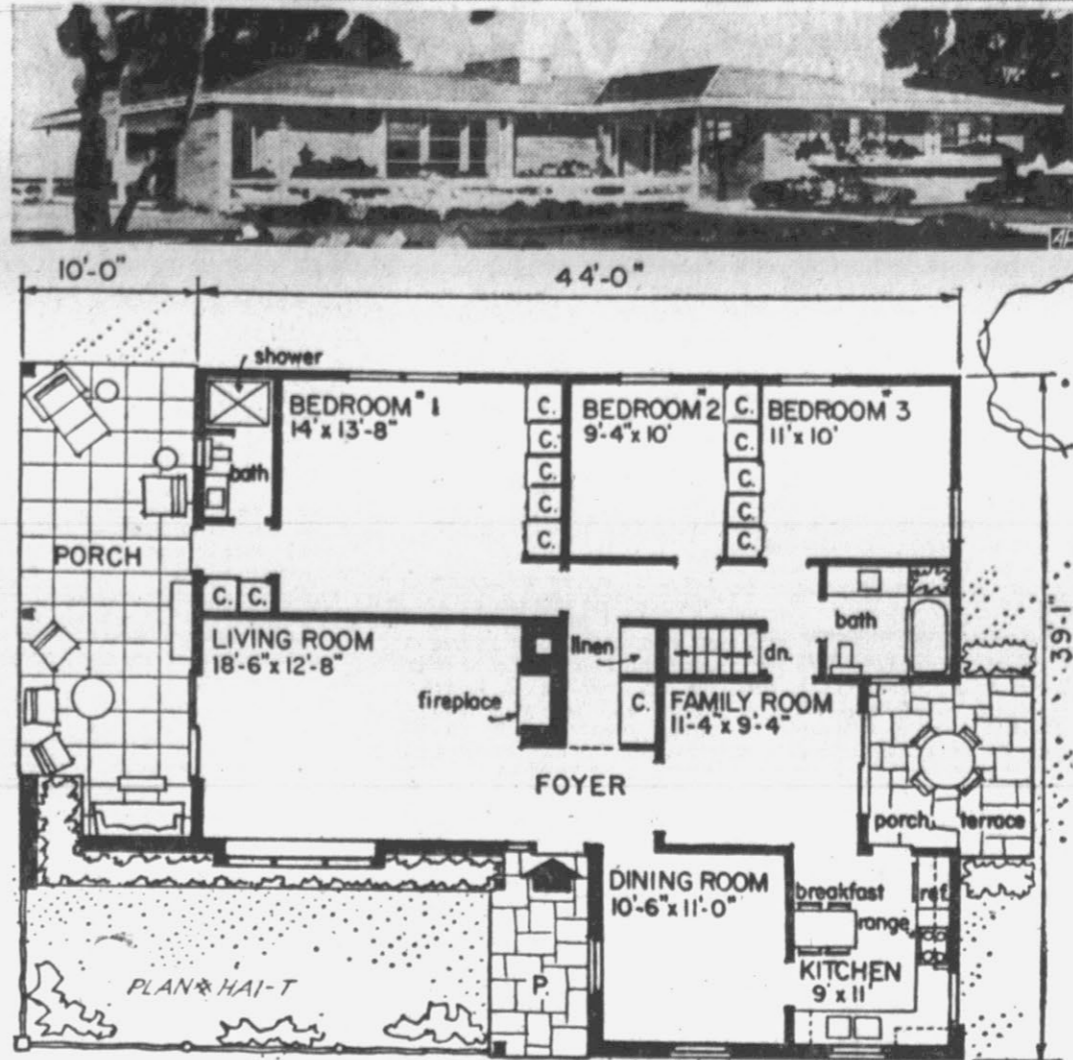 AP
10'-0"
44'-0"
shower
BEDROOM #1
14' x 13'-8"
C.
C.
C.
C.
C.
BEDROOM #2
9'-4" x 10'
C.
C.
C.
C.
C.
BEDROOM #3
11' x 10'
bath
PORCH
C. C.
LIVING ROOM
18'-6" x 12'-8"
fireplace
linen
dn.
bath
39'-1
C.
FAMILY ROOM
11'-4" x 9'-4"
FOYER
porch
terrace
DINING ROOM
10'-6" x 11'-0"
breakfast
ref.
range
KITCHEN
9' x 11'
P.
PLAN # HA1-T